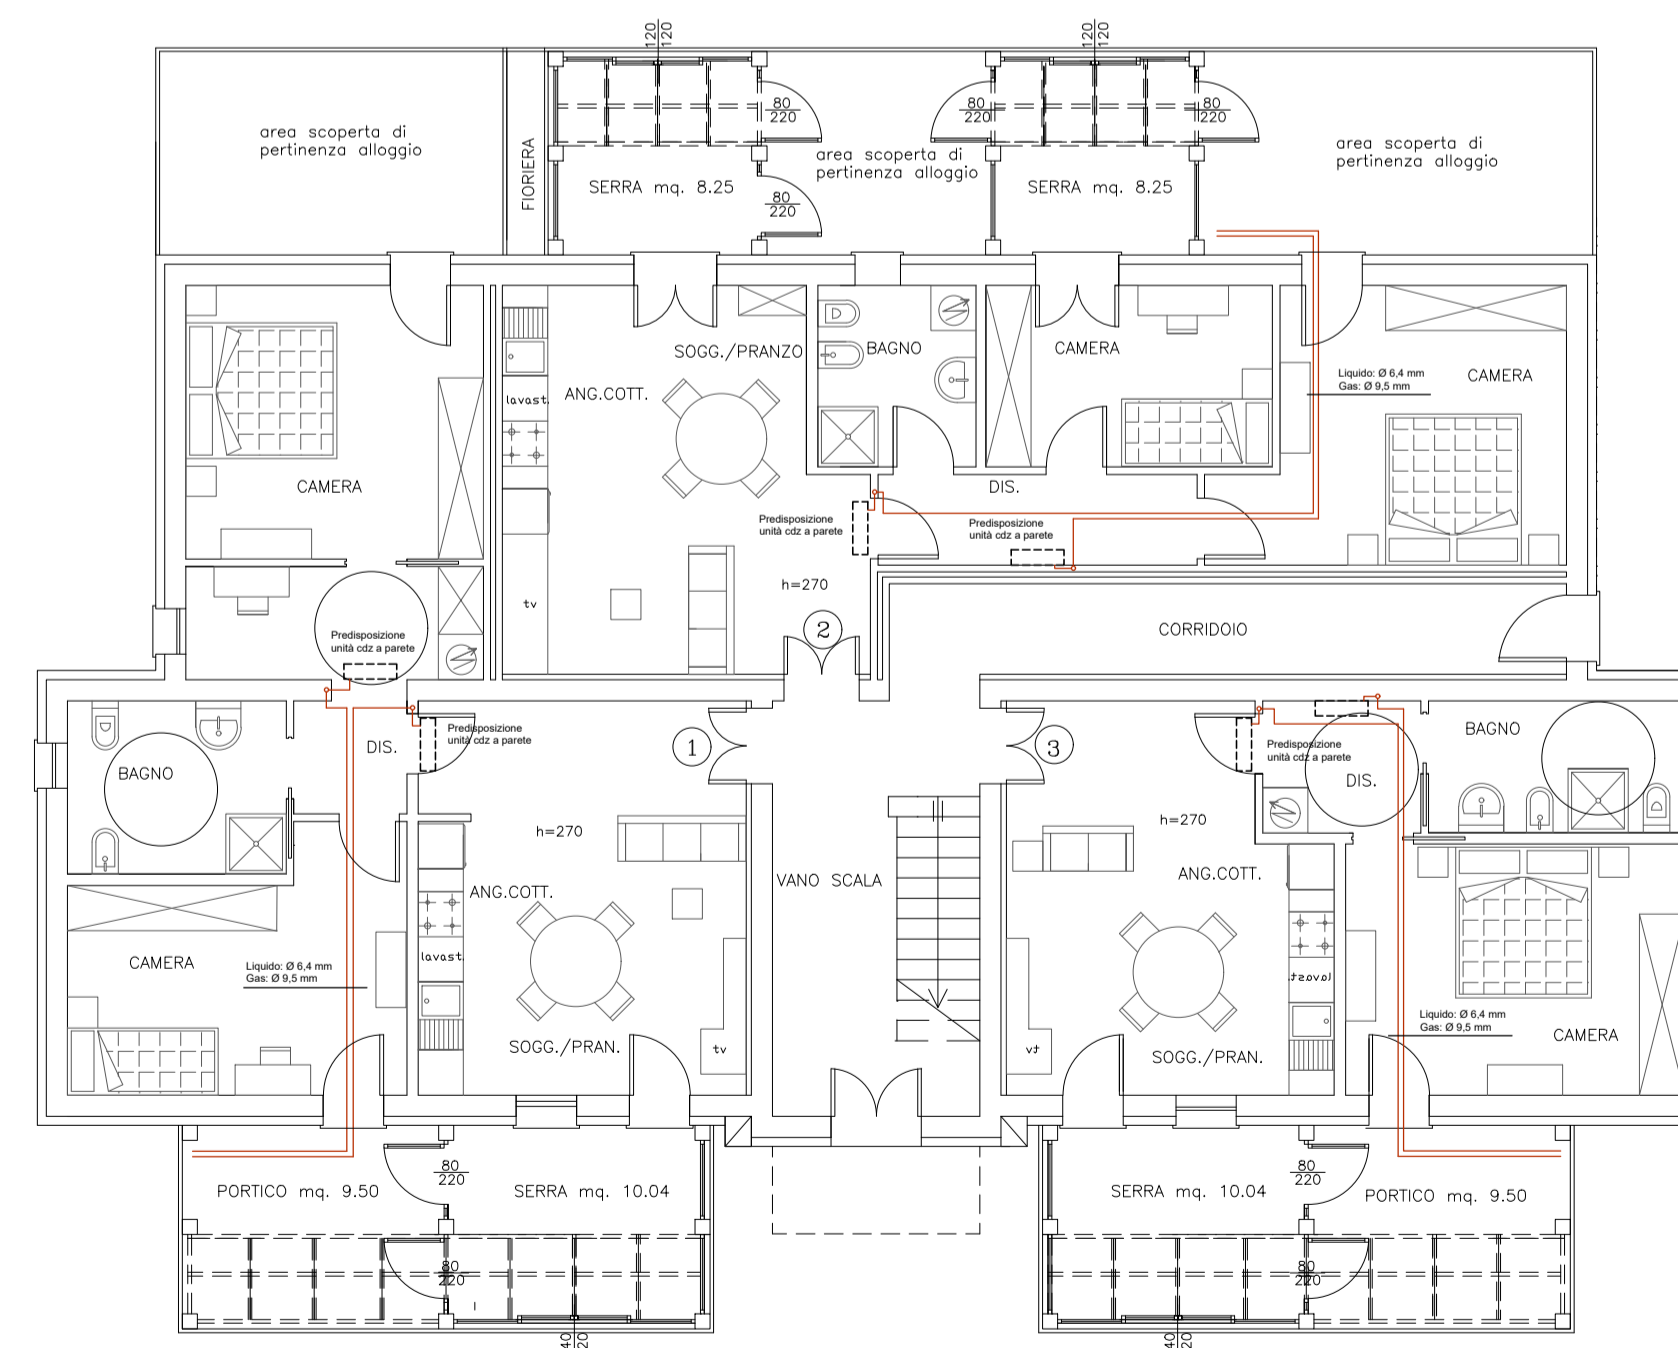 120
120
120
120
area scoperta di
pertinenza alloggio
FIORIERA
SERRA mq. 8.25
80
220
80
220
area scoperta di
pertinenza alloggio
80
220
SERRA mq. 8.25
80
220
area scoperta di
pertinenza alloggio
CAMERA
SOGG./PRANZO
ANG.COTT.
lavast.
BAGNO
CAMERA
Liquido: Ø 6,4 mm
Gas: Ø 9,5 mm
CAMERA
DIS.
Predisposizione
unità cdz a parete
Predisposizione
unità cdz a parete
h=270
tv
2
CORRIDOIO
Predisposizione
unità cdz a parete
BAGNO
DIS.
Predisposizione
unità cdz a parete
1
3
Predisposizione
unità cdz a parete
DIS.
BAGNO
h=270
h=270
ANG.COTT.
VANO SCALA
ANG.COTT.
lavast.
lavast.
CAMERA
Liquido: Ø 6,4 mm
Gas: Ø 9,5 mm
Liquido: Ø 6,4 mm
Gas: Ø 9,5 mm
CAMERA
SOGG./PRAN.
tv
tv
SOGG./PRAN.
PORTICO mq. 9.50
80
220
SERRA mq. 10.04
SERRA mq. 10.04
80
220
PORTICO mq. 9.50
80
220
80
220